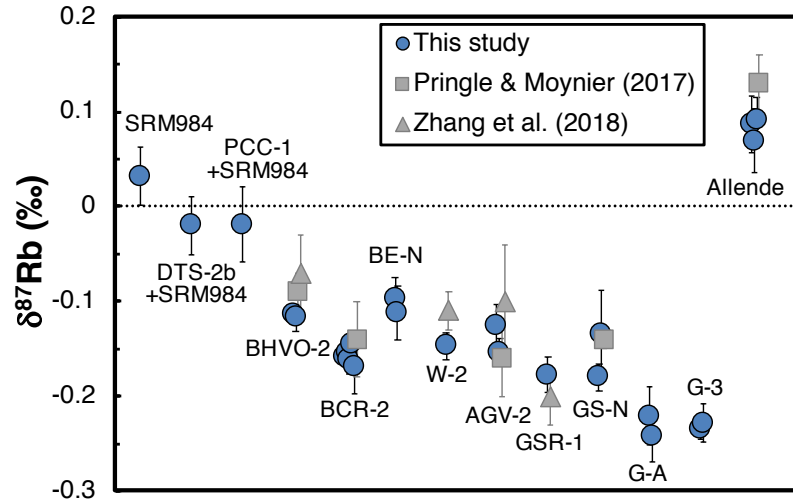 0.2
0.1
0
-0.1
-0.2
-0.3
δ⁸⁷Rb (‰)
This study
Pringle & Moynier (2017)
Zhang et al. (2018)
SRM984
PCC-1
+SRM984
DTS-2b
+SRM984
BHVO-2
BCR-2
BE-N
W-2
AGV-2
GSR-1
GS-N
G-A
G-3
Allende